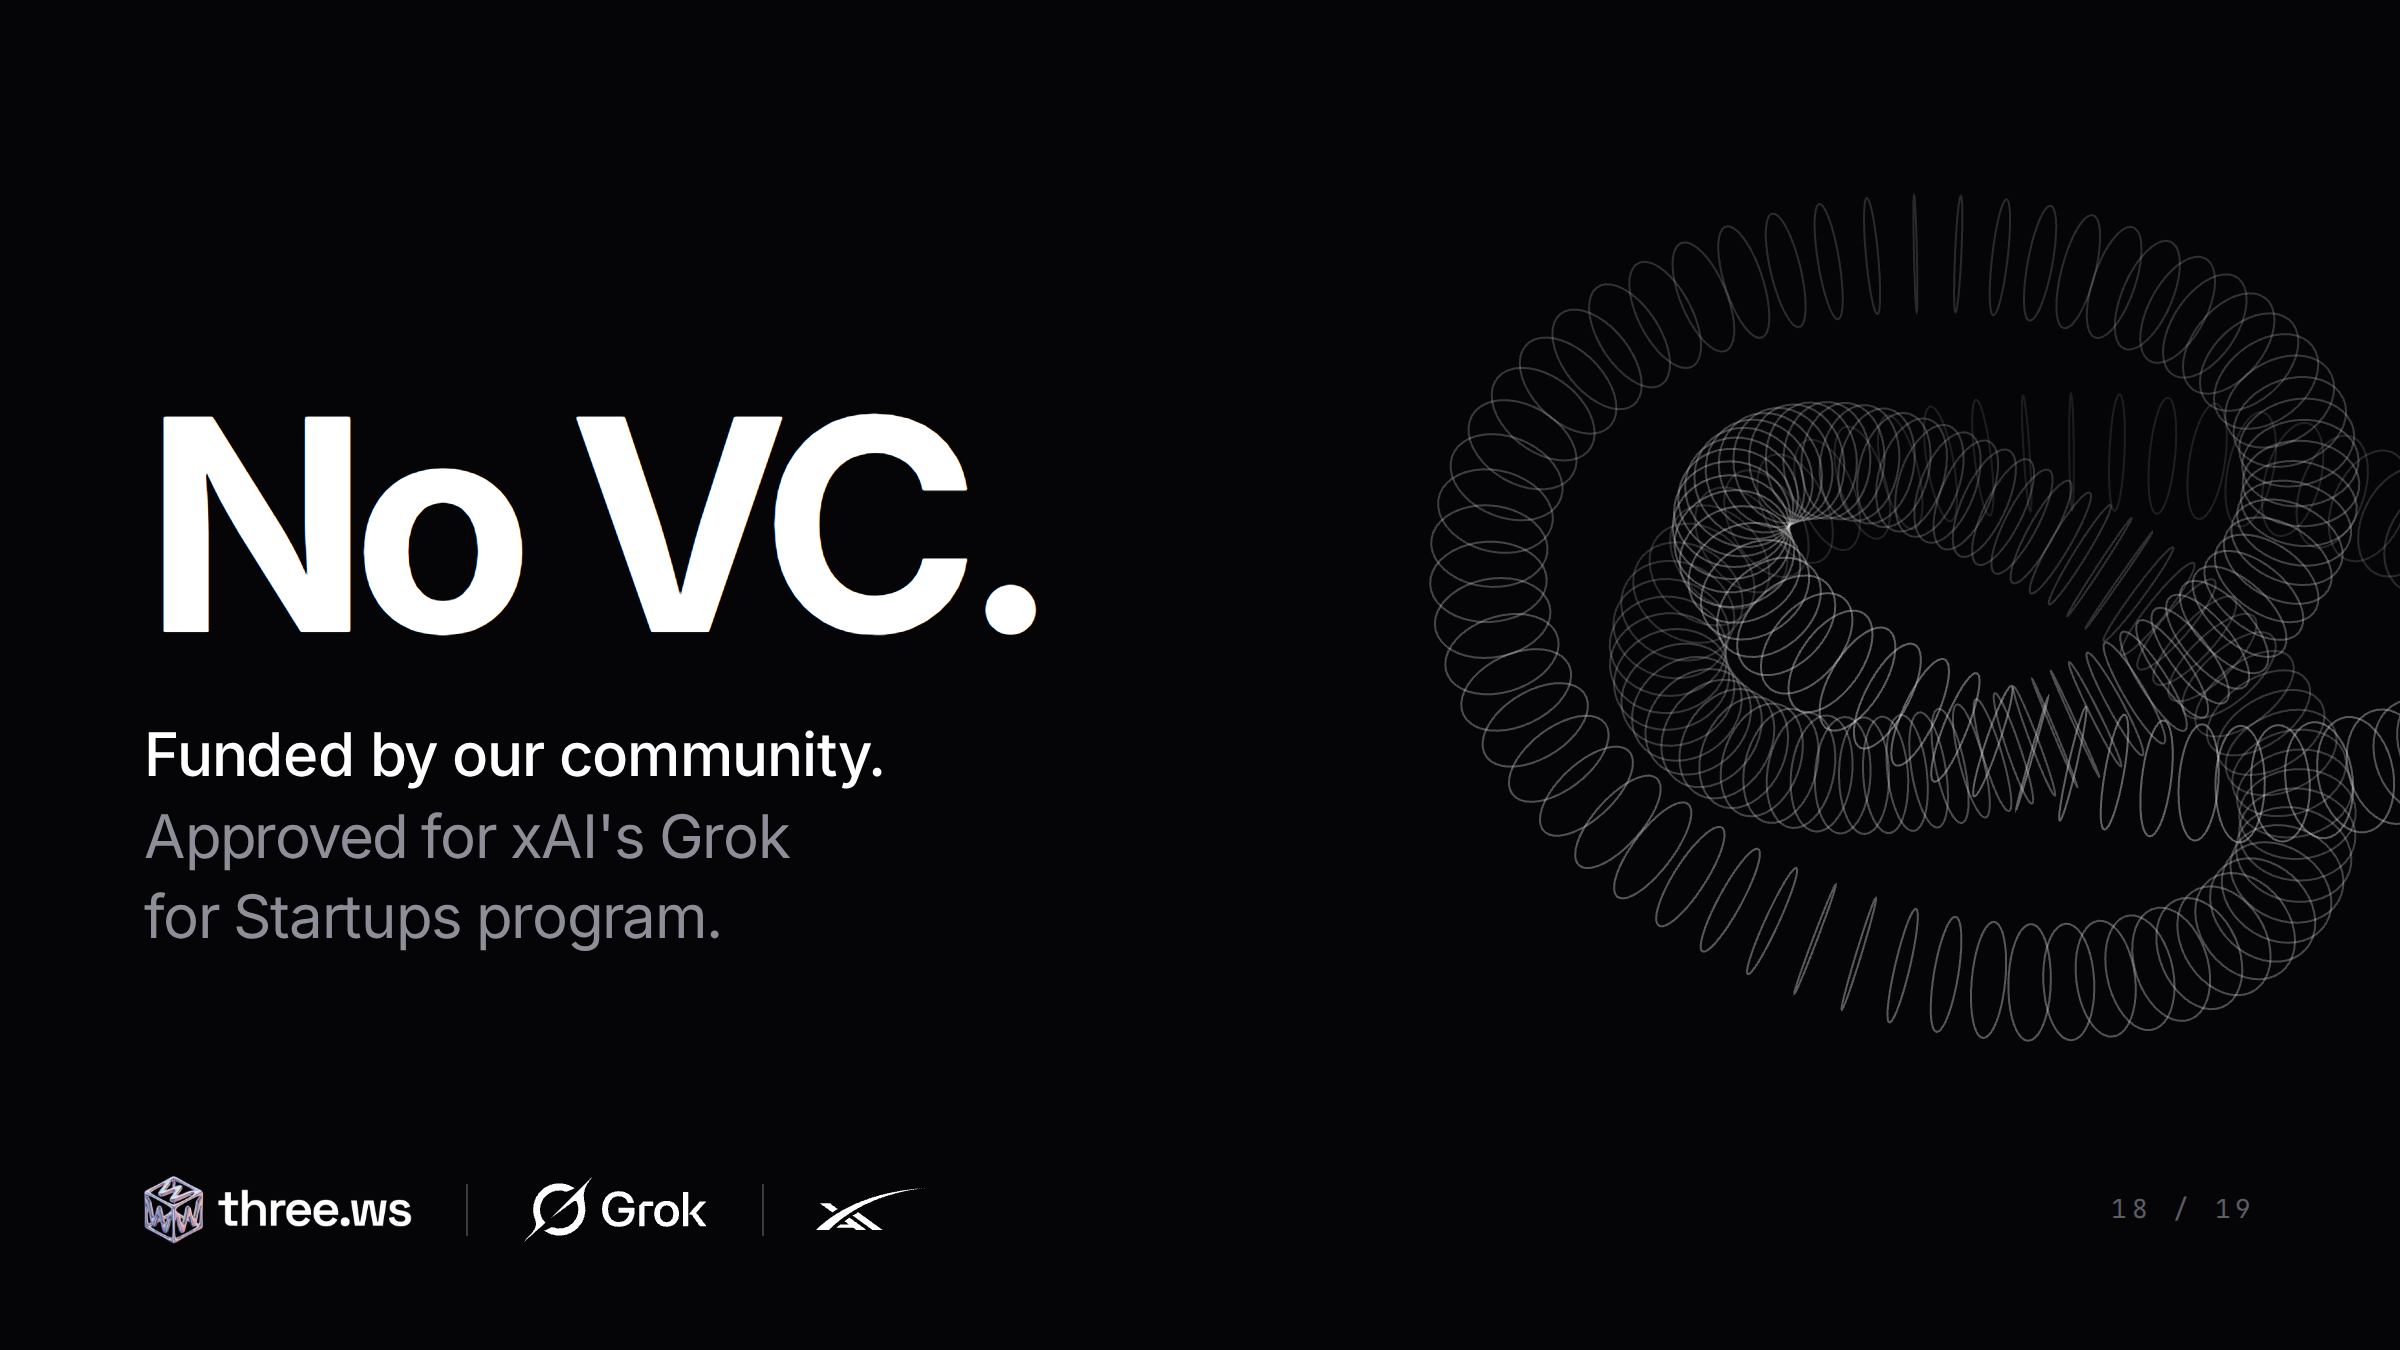 No VC.
Funded by our community.
Approved for xAI's Grok
for Startups program.
three.ws
Grok
18 / 19